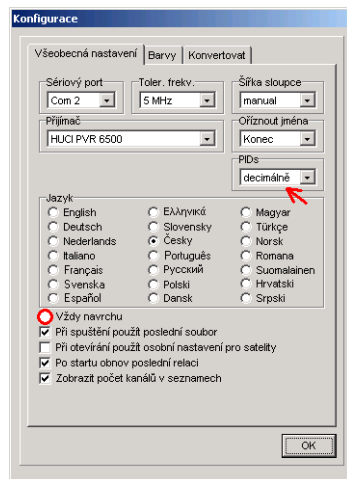 Konfigurace
Všeobecná nastavení Barvy Konvertovat
Sériový port Toler. frekv. Šířka sloupce
Com 2 5 MHz manual
Přijímač Oříznout jména
HUCI PVR 6500 Konec
PIDs
decimálně
Jazyk
English Ελληνικά Magyar
Deutsch Slovensky Türkçe
Nederlands Česky Norsk
Italiano Português Romana
Français Русский Suomalainen
Svenska Polski Hrvatski
Español Dansk Srpski
Vždy navrchu
Při spuštění použít poslední soubor
Při otevírání použít osobní nastavení pro satelity
Po startu obnov poslední relaci
Zobrazit počet kanálů v seznamech
OK